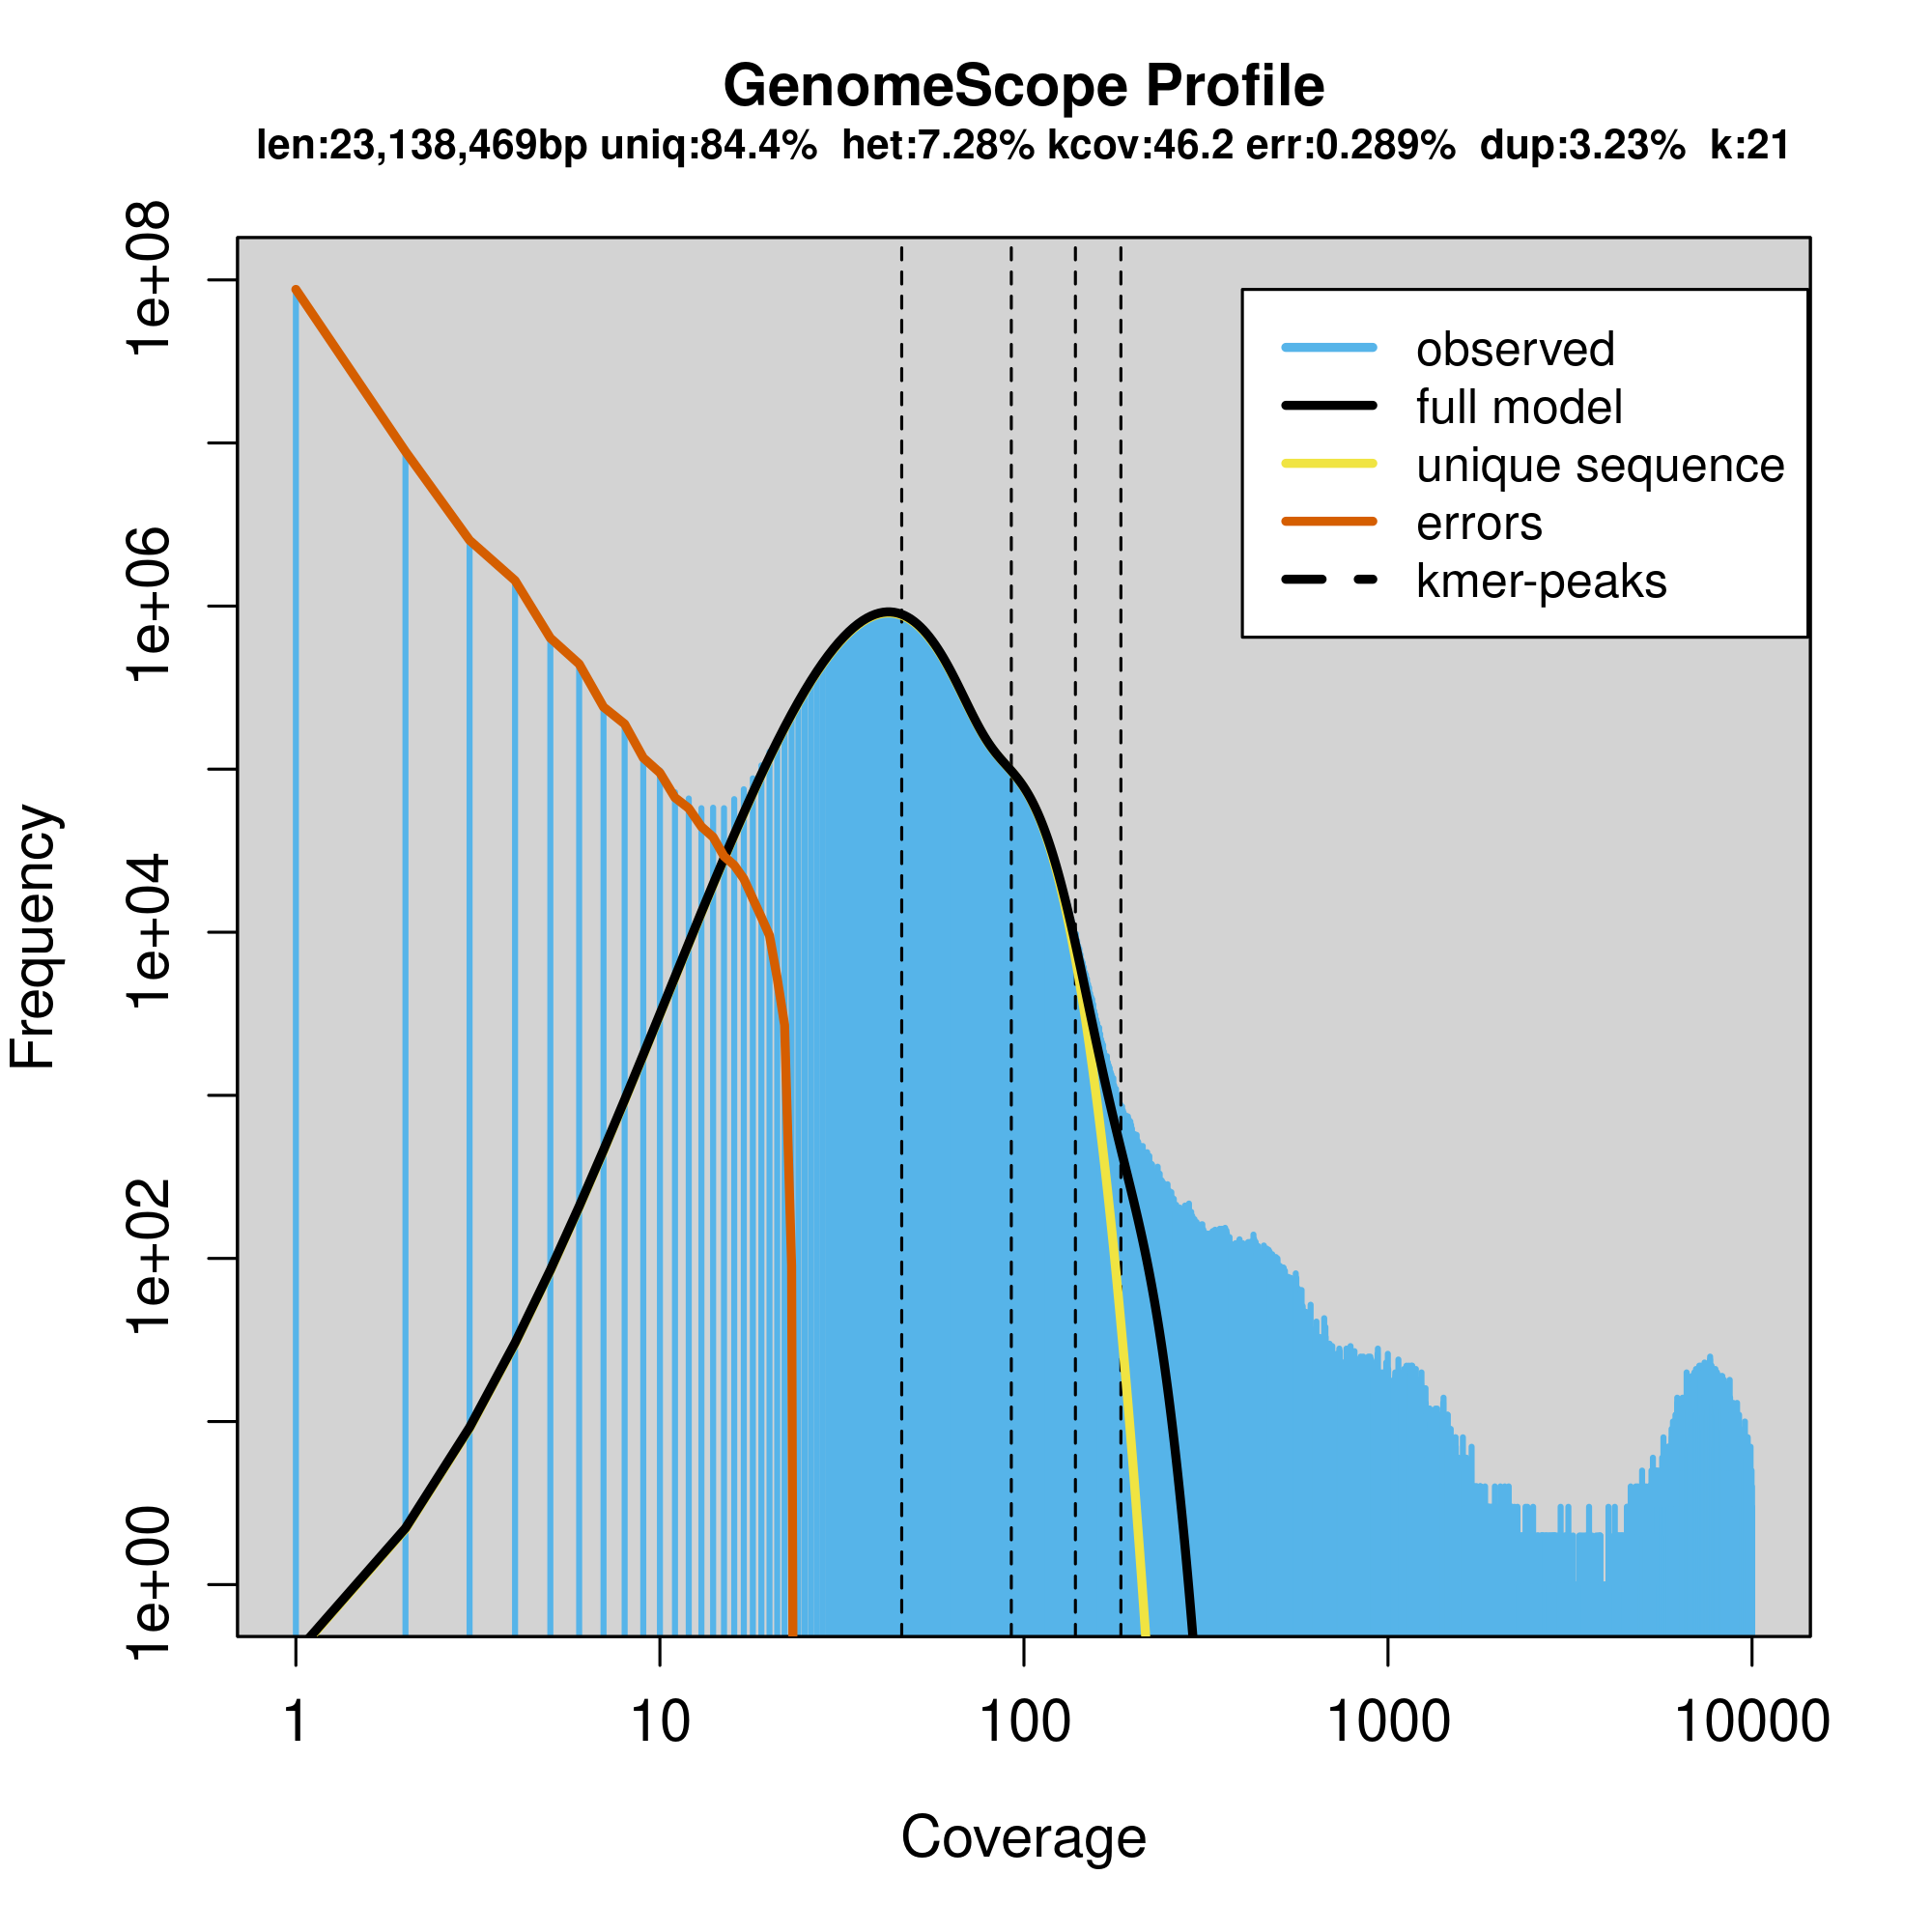 GenomeScope Profile
len:23,138,469bp uniq:84.4% het:7.28% kcov:46.2 err:0.289% dup:3.23% k:21
Frequency
1e+08
1e+06
1e+04
1e+02
1e+00
observed
full model
unique sequence
errors
kmer-peaks
1 10 100 1000 10000
Coverage